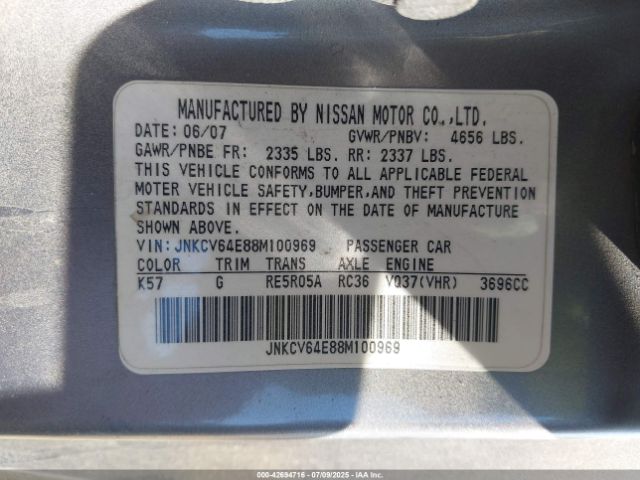 MANUFACTURED BY NISSAN MOTOR CO.,LTD.
DATE: 06/07 GVWR/PNBV: 4656 LBS.
GAWR/PNBE FR: 2335 LBS. RR: 2337 LBS.
THIS VEHICLE CONFORMS TO ALL APPLICABLE FEDERAL
MOTER VEHICLE SAFETY,BUMPER,AND THEFT PREVENTION
STANDARDS IN EFFECT ON THE DATE OF MANUFACTURE
SHOWN ABOVE.
VIN:JNKCV64E88M100969 PASSENGER CAR
COLOR TRIM TRANS AXLE ENGINE
K57 G RE5R05A RC36 VQ37(VHR) 3696CC
JNKCV64E88M100969
000-42694716 | 07/09/2025 | IAAI.COM